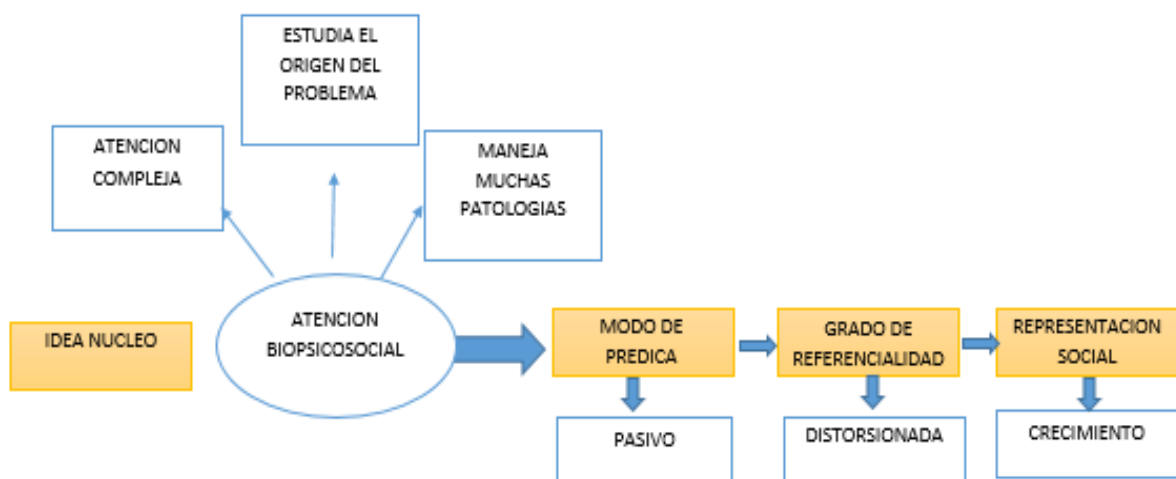 ESTUDIA EL
ORIGEN DEL
PROBLEMA
ATENCION
COMPLEJA
MANEJA
MUCHAS
PATOLOGIAS
IDEA NUCLEO
ATENCION
BIOPSICOSOCIAL
MODO DE
PREDICA
GRADO DE
REFERENCIALIDAD
REPRESENTACION
SOCIAL
PASIVO
DISTORSIONADA
CRECIMIENTO